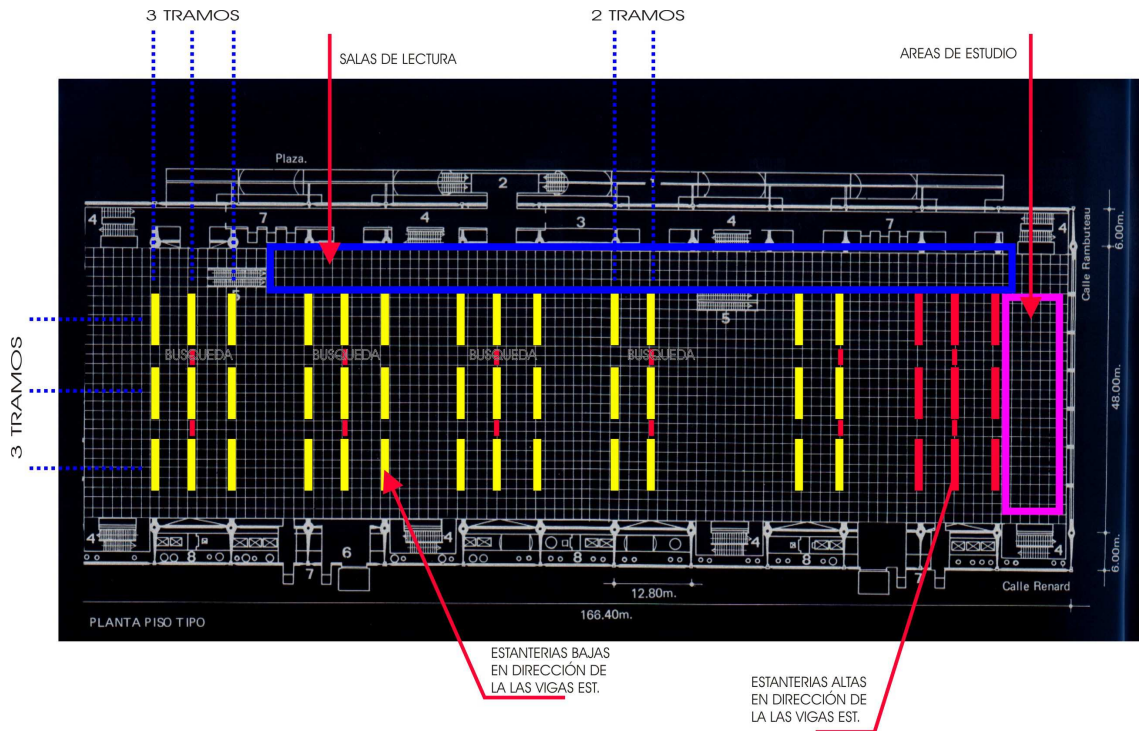 3 TRAMOS
2 TRAMOS
SALAS DE LECTURA
AREAS DE ESTUDIO
Plaza.
2
1
4
7
4
3
4
7
4
6.00m.
Calle Rambuteau
5
5
3 TRAMOS
BUSQUEDA
BUSQUEDA
BUSQUEDA
BUSQUEDA
48.00m.
4
8
6
4
4
8
4
7
7
6.00m.
Calle Renard
12.80m.
166.40m.
PLANTA PISO TIPO
ESTANTERIAS BAJAS
EN DIRECCIÓN DE
LA LAS VIGAS EST.
ESTANTERIAS ALTAS
EN DIRECCIÓN DE
LA LAS VIGAS EST.